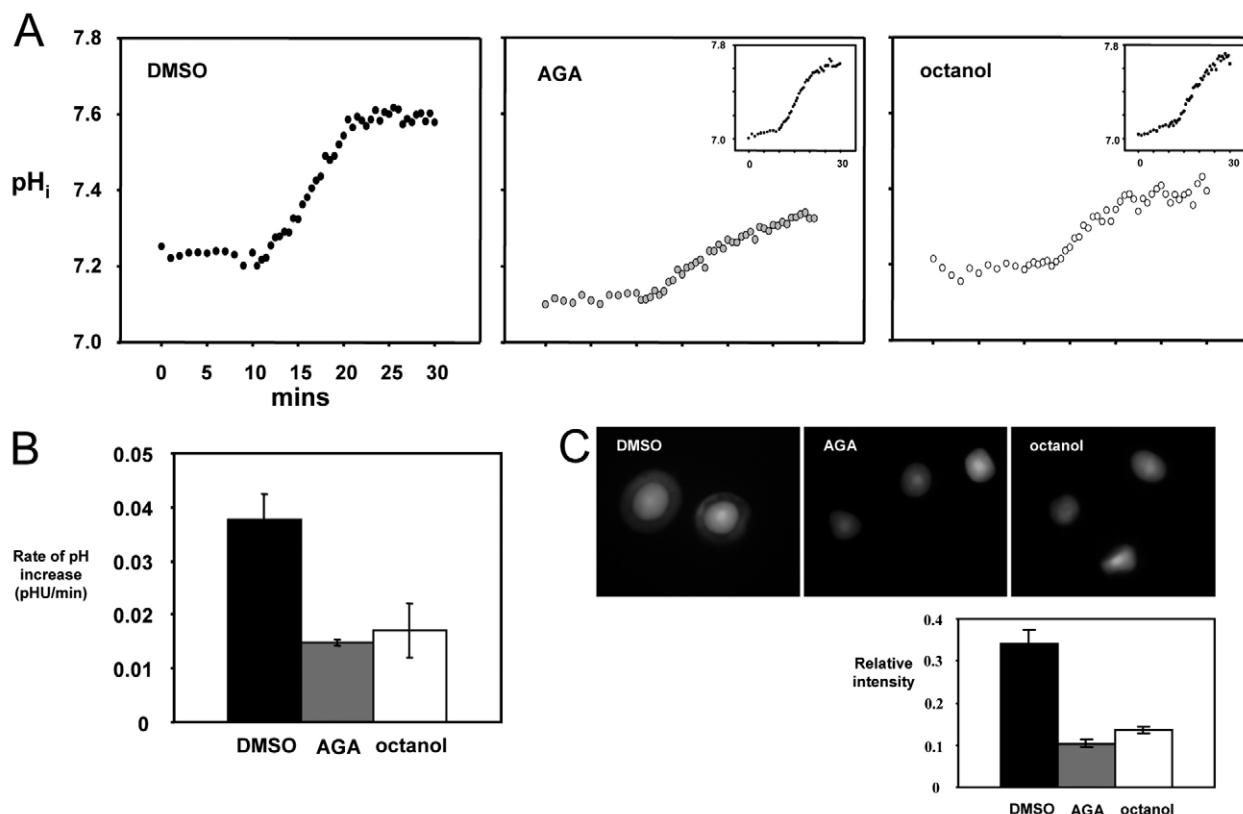 A
7.8
7.6
pHi
7.4
7.2
7.0
DMSO
0 5 10 15 20 25 30
mins
AGA
7.8
7.0
0 30
octanol
7.8
7.0
0 30
B
0.05
0.04
Rate of pH
increase
(pHU/min)
0.03
0.02
0.01
0
DMSO AGA octanol
C
DMSO
AGA
octanol
0.4
0.3
Relative
intensity
0.2
0.1
0
DMSO AGA octanol